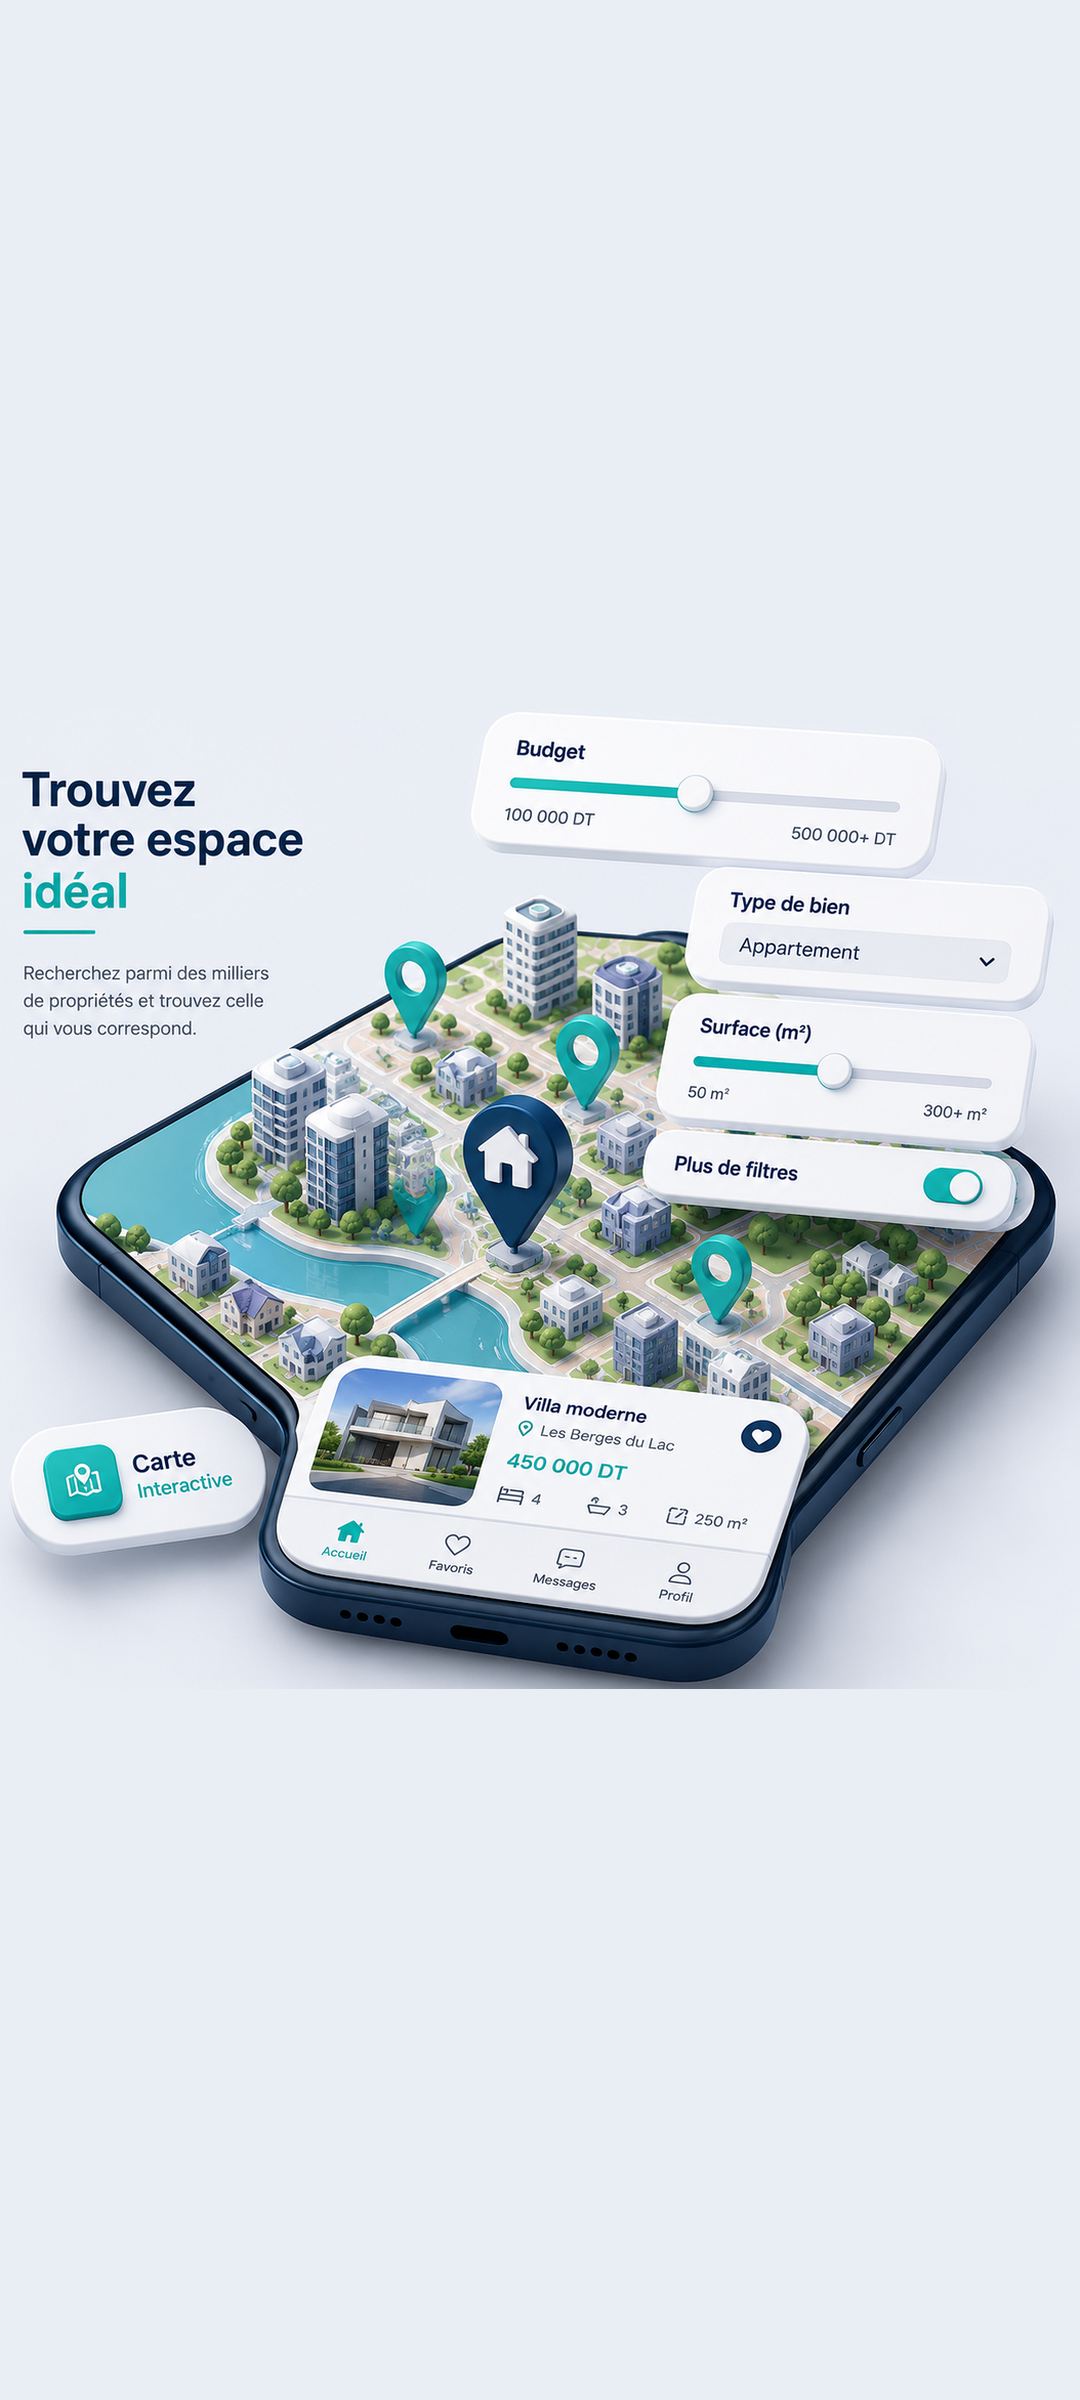 Trouvez
votre espace
idéal
Recherchez parmi des milliers
de propriétés et trouvez celle
qui vous correspond.
Budget
100 000 DT
500 000+ DT
Type de bien
Appartement
Surface (m²)
50 m²
300+ m²
Plus de filtres
Carte
Interactive
Villa moderne
Les Berges du Lac
450 000 DT
4
3
250 m²
Accueil
Favoris
Messages
Profil